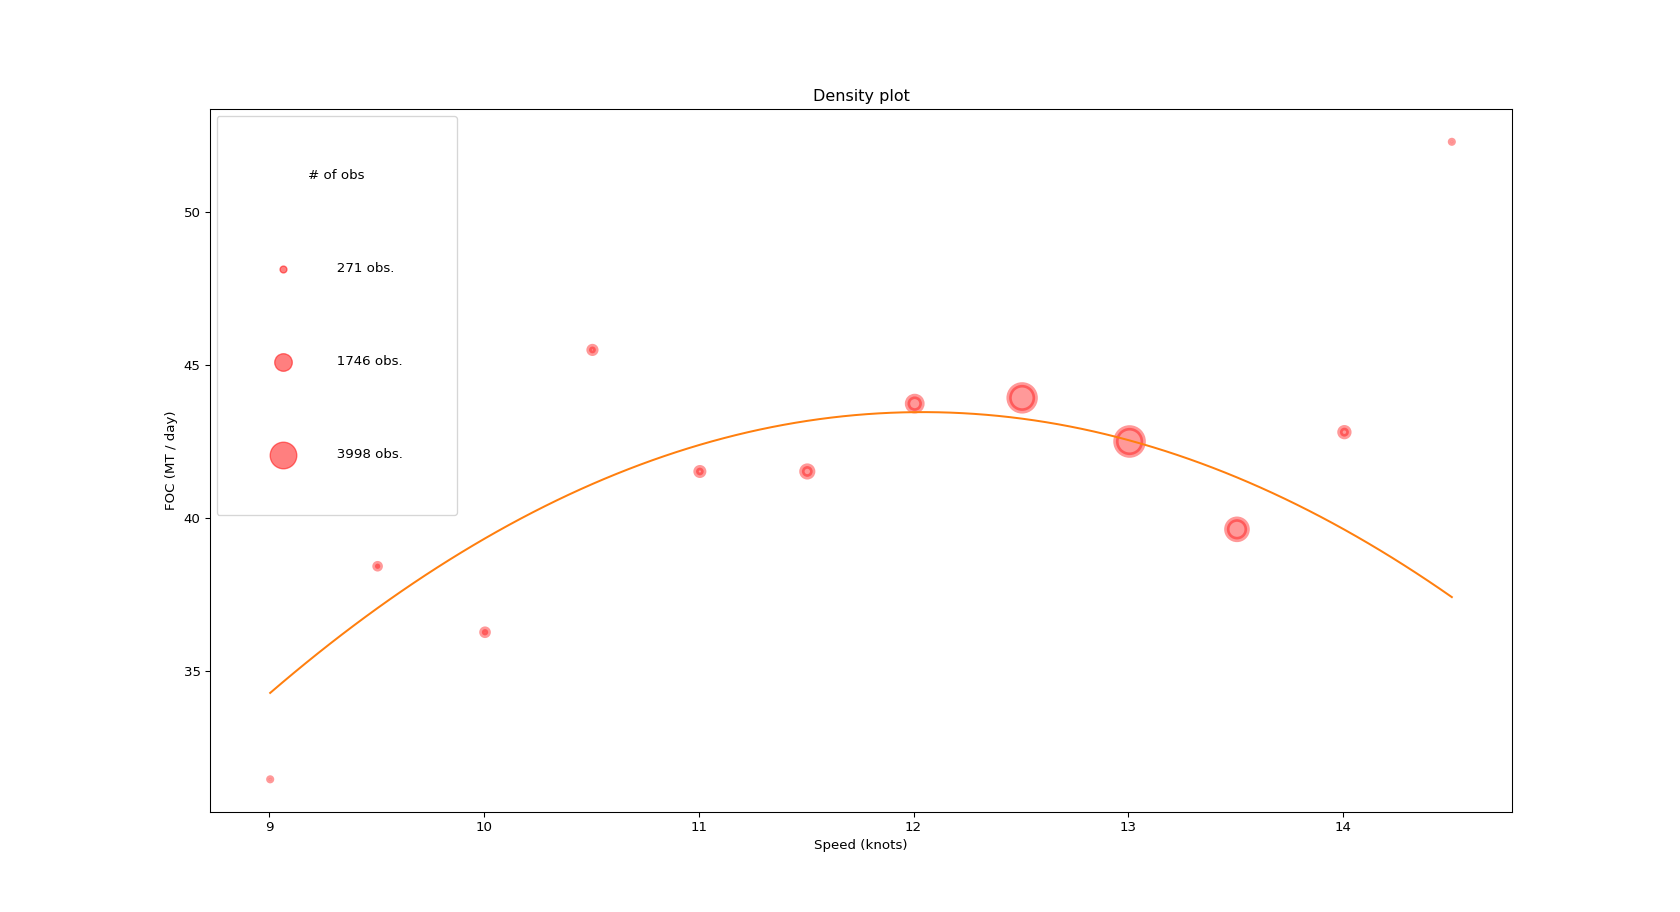 Density plot
# of obs
271 obs.
1746 obs.
3998 obs.
FOC (MT / day)
50
45
40
35
9 10 11 12 13 14
Speed (knots)